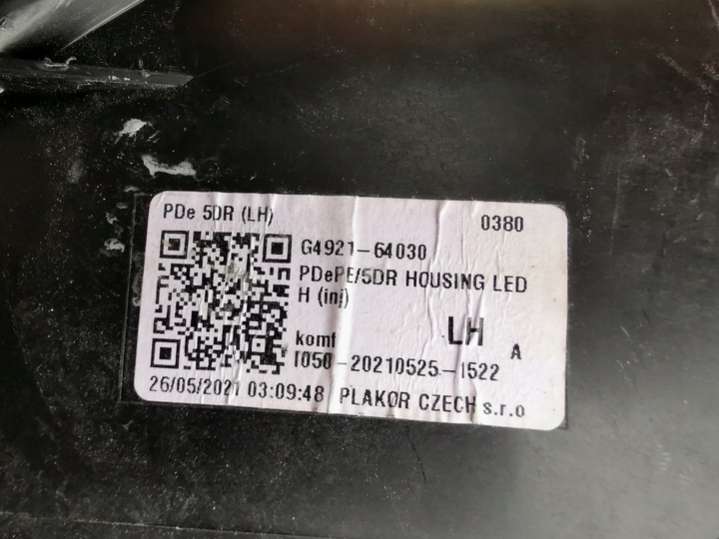 PDe 5DR (LH)
0380
G4921-64030
PDePE/5DR HOUSING LED
H (inj)
LH
A
komf
I050-20210525-I522
26/05/2021 03:09:48 PLAKOR CZECH s.r.o